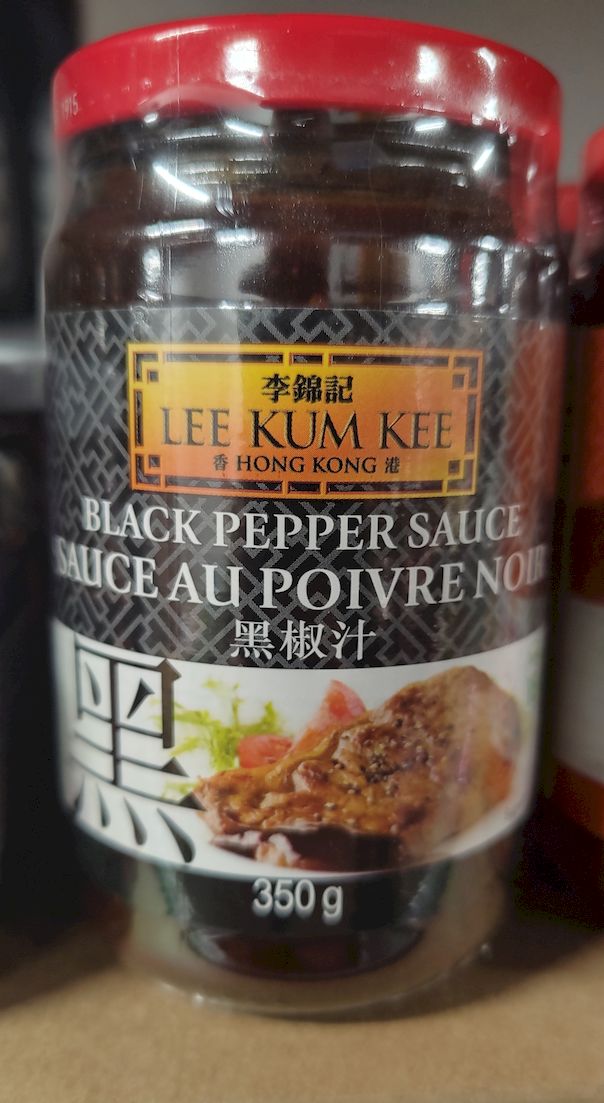 李錦記
LEE KUM KEE
香 HONG KONG 港
BLACK PEPPER SAUCE
SAUCE AU POIVRE NOIR
黑椒汁
黑
350 g